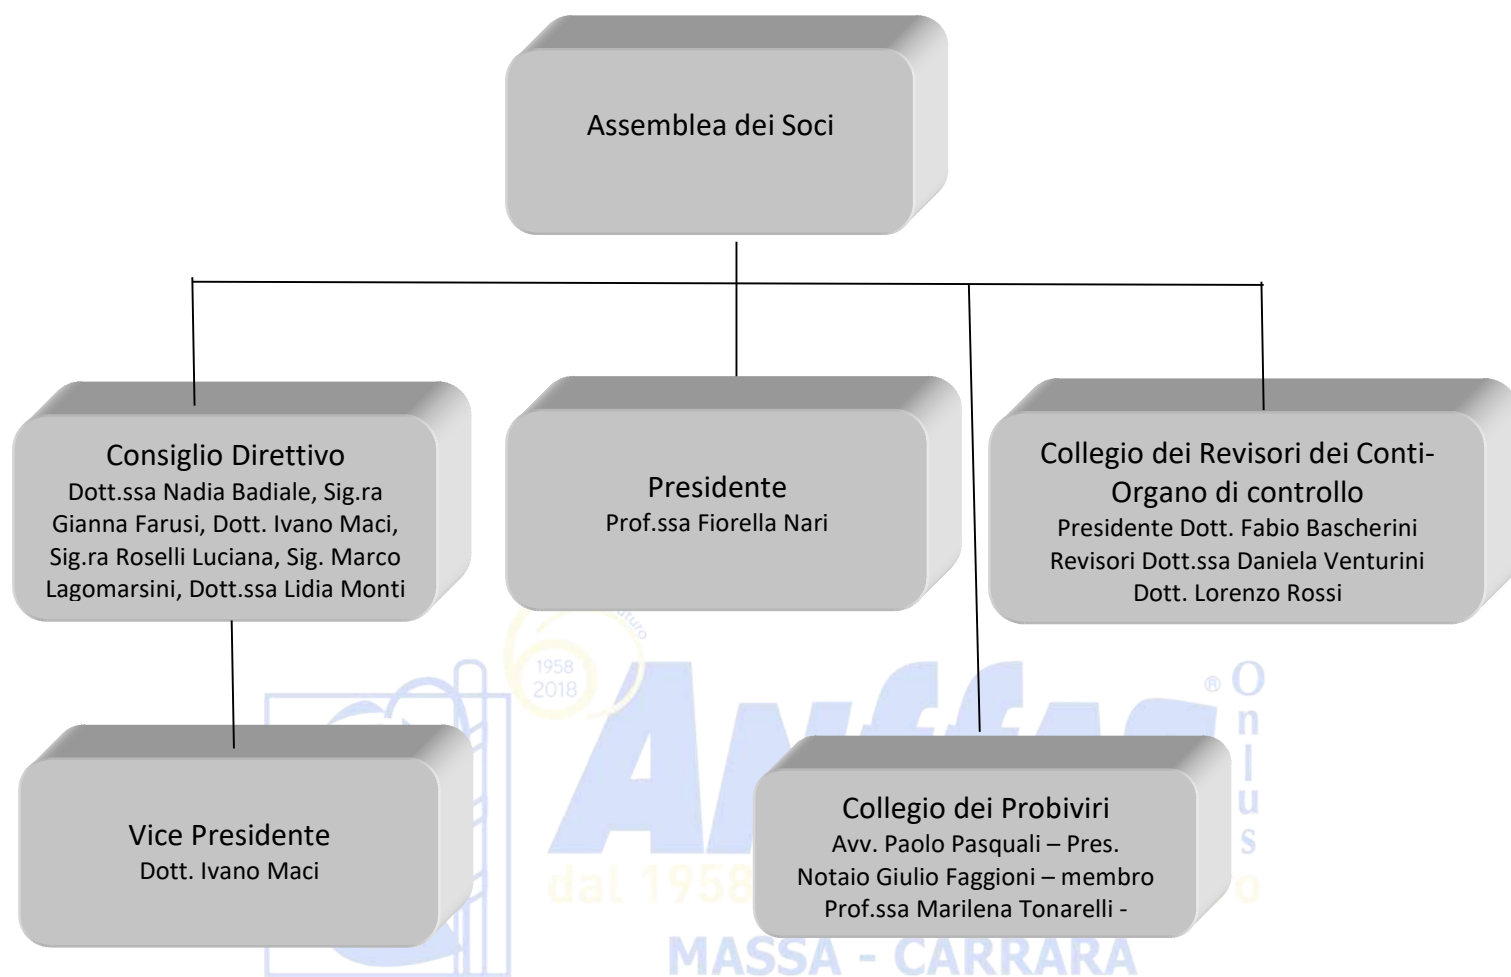 Assemblea dei Soci
Consiglio Direttivo
Dott.ssa Nadia Badiale, Sig.ra
Gianna Farusi, Dott. Ivano Maci,
Sig.ra Roselli Luciana, Sig. Marco
Lagomarsini, Dott.ssa Lidia Monti
Presidente
Prof.ssa Fiorella Nari
Collegio dei Revisori dei Conti-
Organo di controllo
Presidente Dott. Fabio Bascherini
Revisori Dott.ssa Daniela Venturini
Dott. Lorenzo Rossi
Vice Presidente
Dott. Ivano Maci
Collegio dei Probiviri
Avv. Paolo Pasquali – Pres.
Notaio Giulio Faggioni – membro
Prof.ssa Marilena Tonarelli -
1958
2018
Anffas ®
Onlus
dal 1958
MASSA - CARRARA